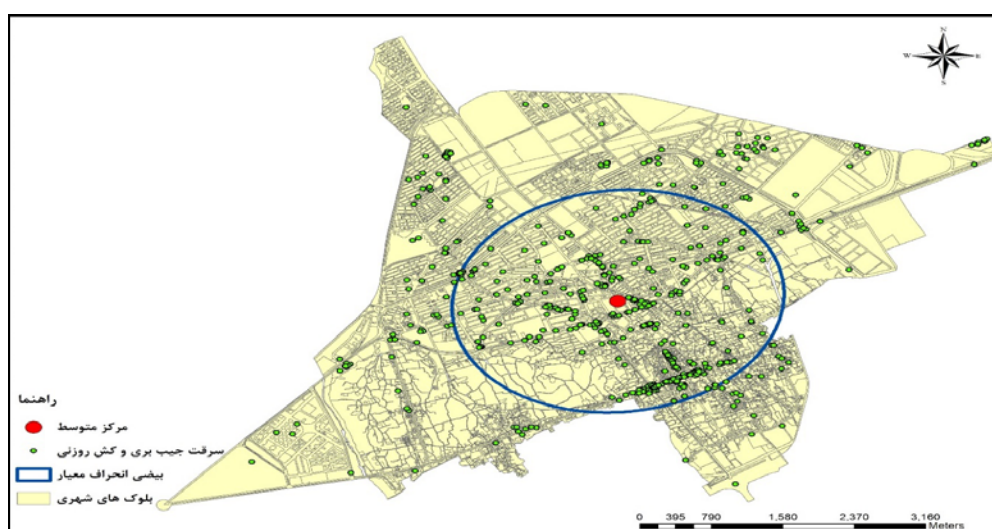 N
W E
S
راهنما
مرکز متوسط
سرقت جیب بری و کش روزنی
بیضی انحراف معیار
بلوک های شهری
0 395 790 1,580 2,370 3,160
Meters